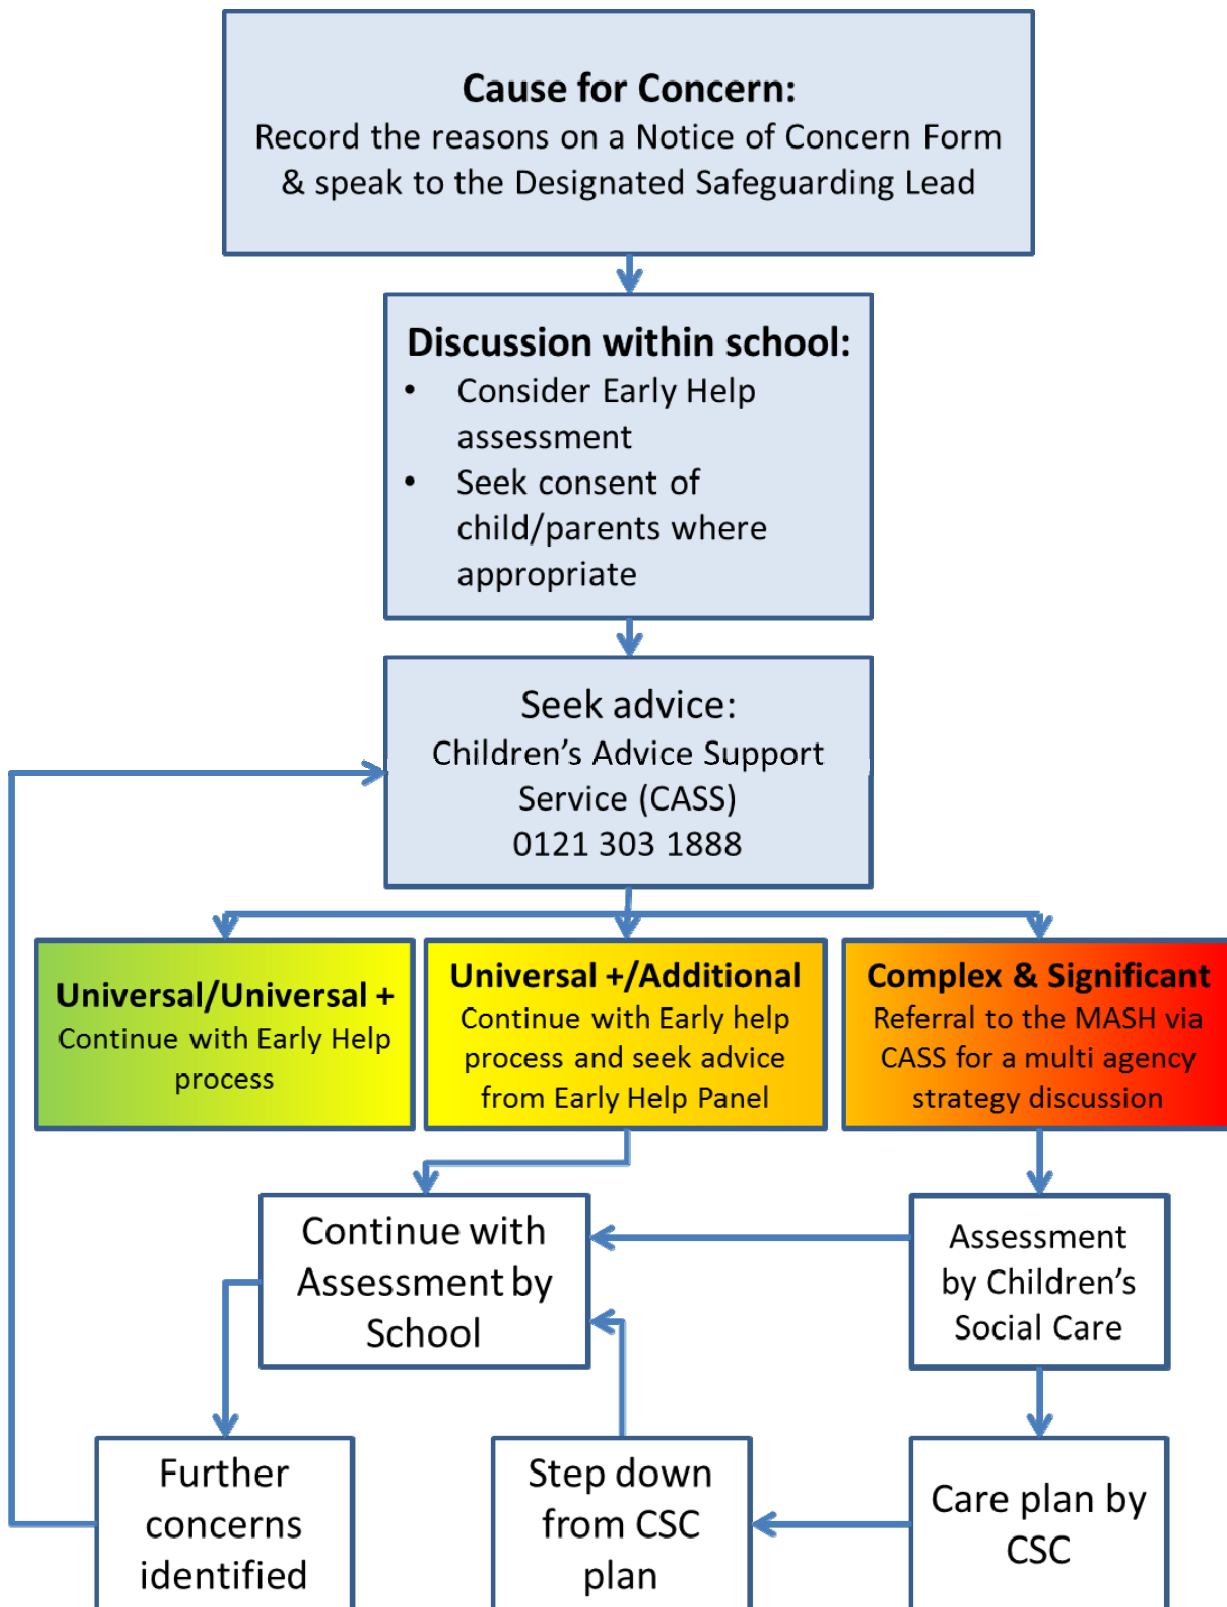 Cause for Concern:
Record the reasons on a Notice of Concern Form
& speak to the Designated Safeguarding Lead
Discussion within school:
• Consider Early Help
assessment
• Seek consent of
child/parents where
appropriate
Seek advice:
Children’s Advice Support
Service (CASS)
0121 303 1888
Universal/Universal +
Continue with Early Help
process
Universal +/Additional
Continue with Early help
process and seek advice
from Early Help Panel
Complex & Significant
Referral to the MASH via
CASS for a multi agency
strategy discussion
Continue with
Assessment by
School
Assessment
by Children’s
Social Care
Further
concerns
identified
Step down
from CSC
plan
Care plan by
CSC